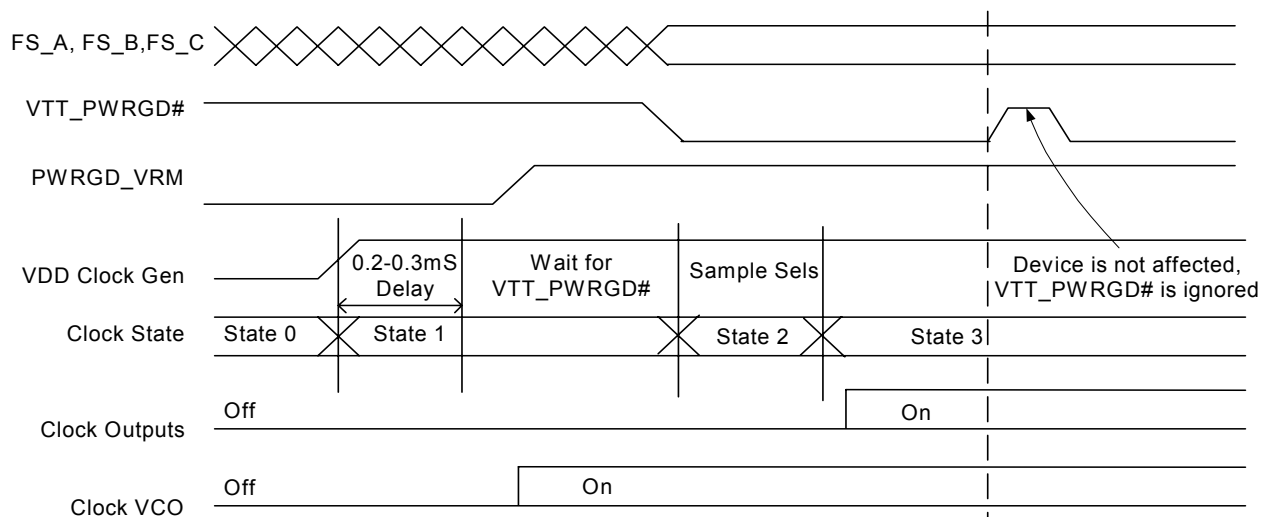 FS_A, FS_B,FS_C
VTT_PWRGD#
PWRGD_VRM
VDD Clock Gen
0.2-0.3mS
Delay
Wait for
VTT_PWRGD#
Sample Sels
Device is not affected,
VTT_PWRGD# is ignored
Clock State
State 0
State 1
State 2
State 3
Clock Outputs
Off
On
Clock VCO
Off
On